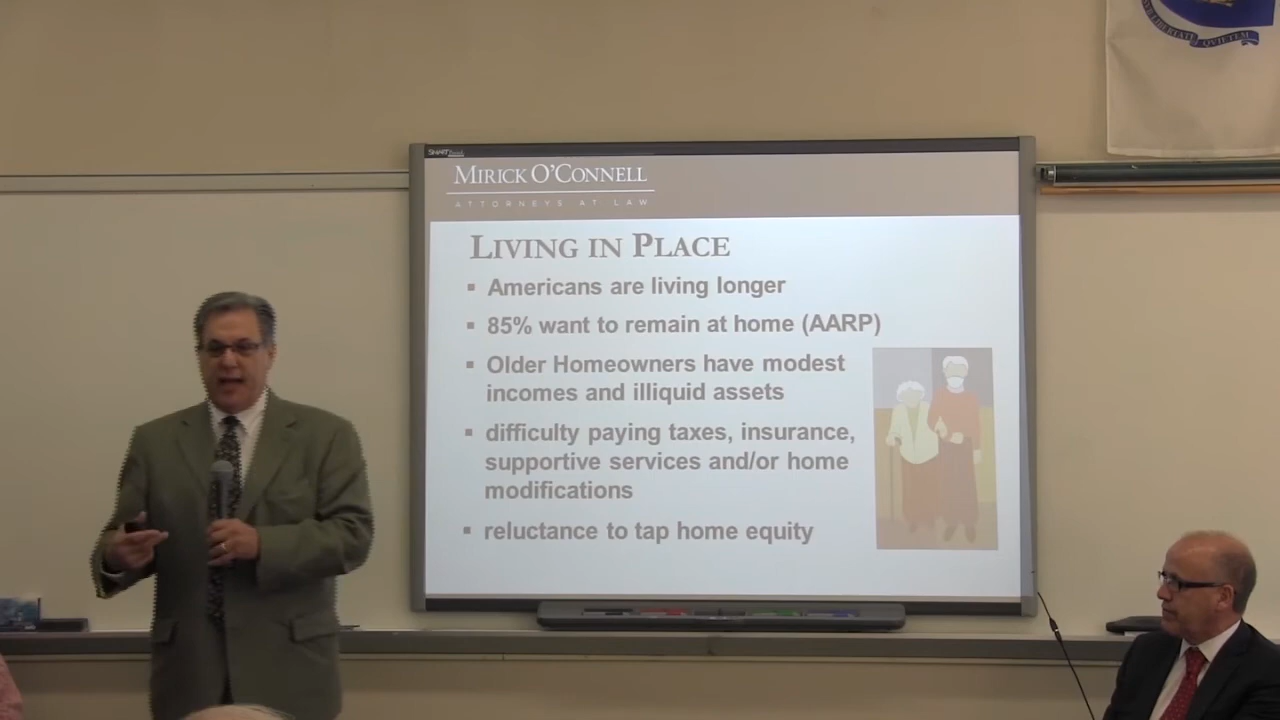 QVIETEM
SMART
MIRICK O'CONNELL
ATTORNEYS AT LAW
LIVING IN PLACE
▪ Americans are living longer
▪ 85% want to remain at home (AARP)
▪ Older Homeowners have modest
incomes and illiquid assets
▪ difficulty paying taxes, insurance,
supportive services and/or home
modifications
▪ reluctance to tap home equity